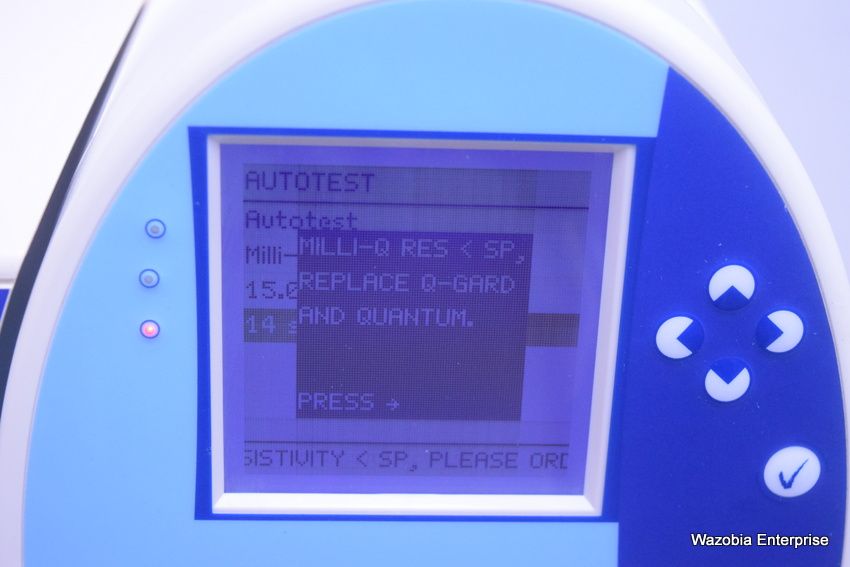 AUTOTEST
Autotest
Milli-
MILLI-Q RES < SP,
REPLACE Q-GARD
15.
14
AND QUANTUM.
PRESS →
SISTIVITY < SP, PLEASE ORD
Wazobia Enterprise